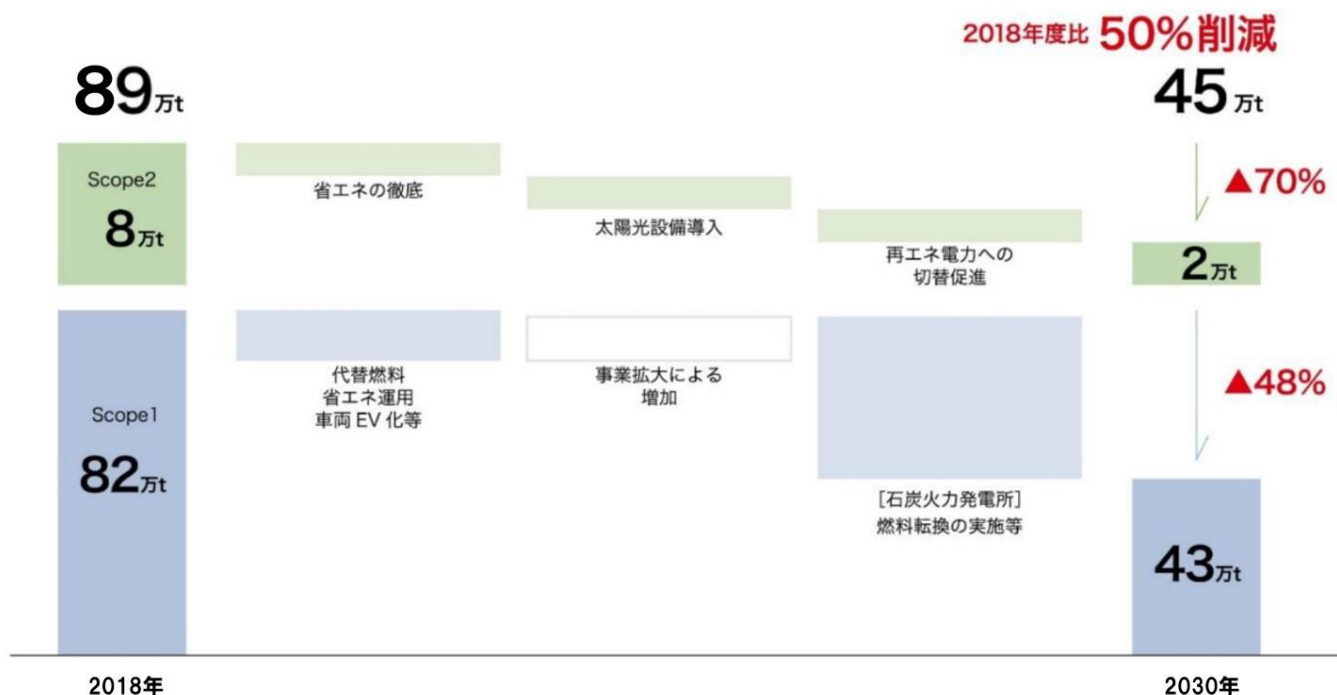 2018年度比 50%削減
89万t
45万t
Scope2
8万t
省エネの徹底
太陽光設備導入
再エネ電力への
切替促進
▲70%
2万t
Scope1
82万t
代替燃料
省エネ運用
車両 EV 化等
事業拡大による
増加
[石炭火力発電所]
燃料転換の実施等
▲48%
43万t
2018年
2030年